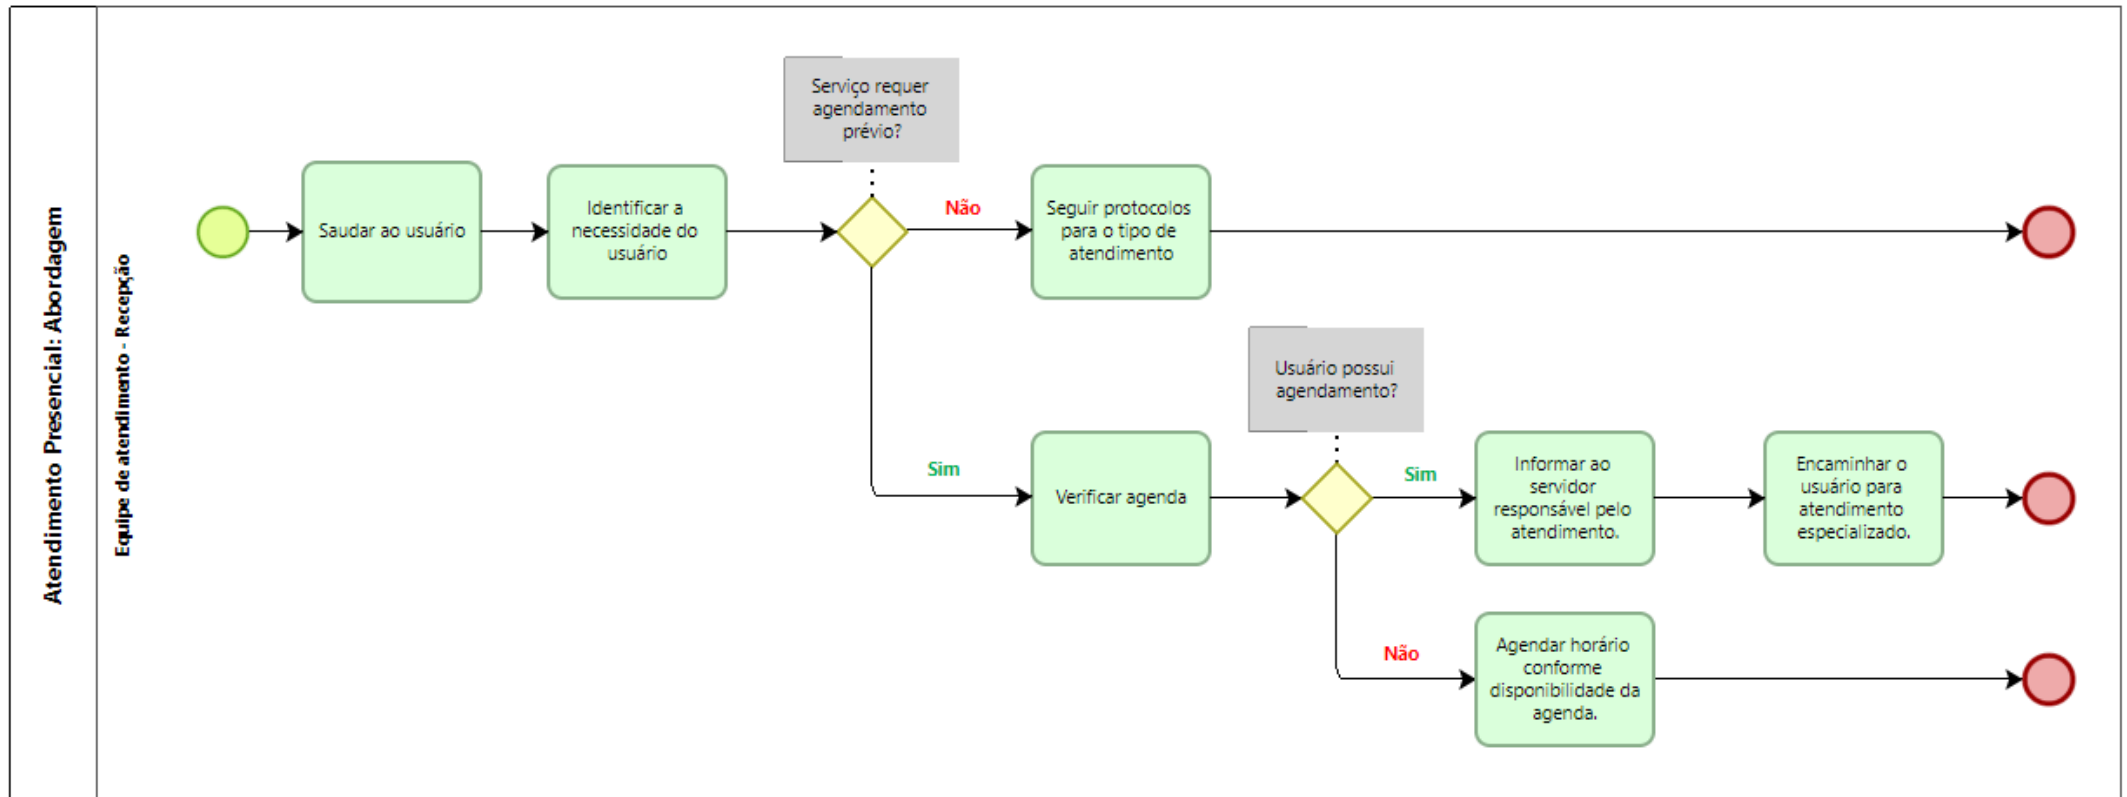 Atendimento Presencial: Abordagem
Equipe de atendimento - Recepção
Saudar ao usuário
Identificar a
necessidade do
usuário
Serviço requer
agendamento
prévio?
Não
Seguir protocolos
para o tipo de
atendimento
Sim
Verificar agenda
Usuário possui
agendamento?
Sim
Informar ao
servidor
responsável pelo
atendimento.
Encaminhar o
usuário para
atendimento
especializado.
Não
Agendar horário
conforme
disponibilidade da
agenda.